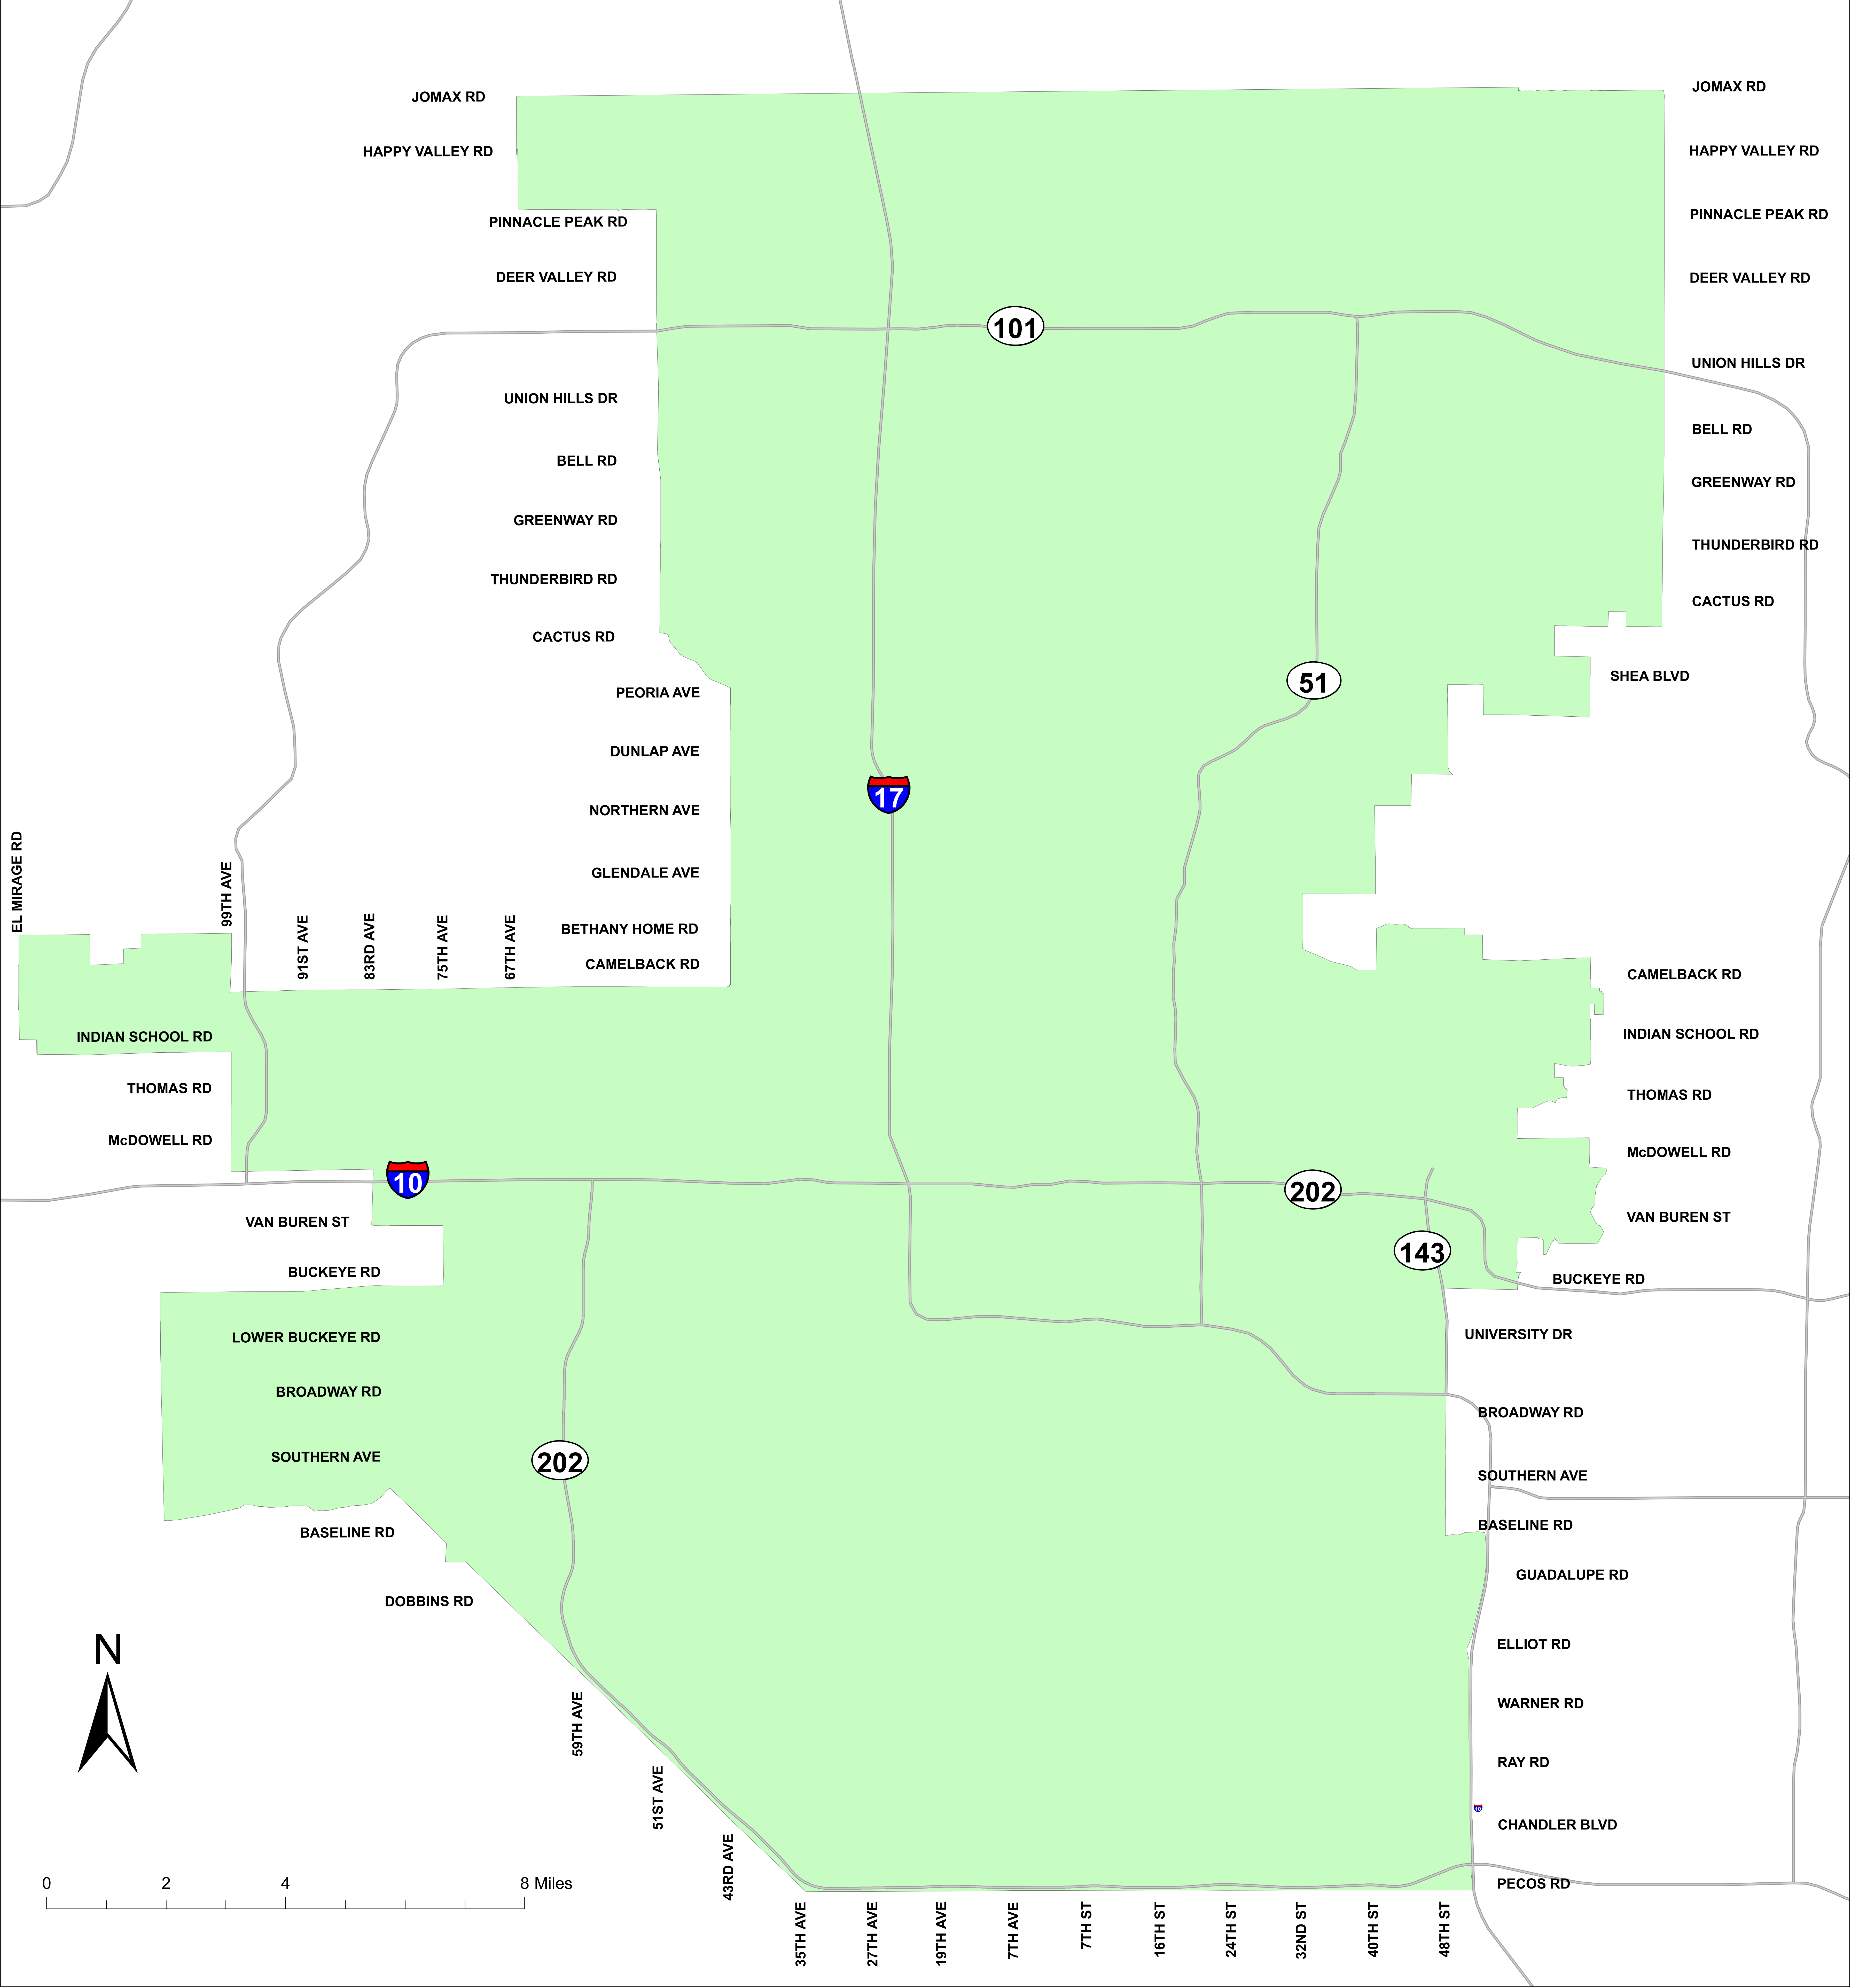 JOMAX RD
JOMAX RD
HAPPY VALLEY RD
HAPPY VALLEY RD
PINNACLE PEAK RD
PINNACLE PEAK RD
DEER VALLEY RD
DEER VALLEY RD
101
UNION HILLS DR
UNION HILLS DR
BELL RD
BELL RD
GREENWAY RD
GREENWAY RD
THUNDERBIRD RD
THUNDERBIRD RD
CACTUS RD
CACTUS RD
SHEA BLVD
51
PEORIA AVE
DUNLAP AVE
17
NORTHERN AVE
GLENDALE AVE
EL MIRAGE RD
99TH AVE
91ST AVE
83RD AVE
75TH AVE
67TH AVE
BETHANY HOME RD
CAMELBACK RD
CAMELBACK RD
INDIAN SCHOOL RD
INDIAN SCHOOL RD
THOMAS RD
THOMAS RD
McDOWELL RD
McDOWELL RD
10
202
VAN BUREN ST
VAN BUREN ST
143
BUCKEYE RD
BUCKEYE RD
LOWER BUCKEYE RD
UNIVERSITY DR
BROADWAY RD
BROADWAY RD
SOUTHERN AVE
202
SOUTHERN AVE
BASELINE RD
BASELINE RD
GUADALUPE RD
DOBBINS RD
N
ELLIOT RD
59TH AVE
WARNER RD
RAY RD
51ST AVE
10
CHANDLER BLVD
43RD AVE
PECOS RD
0 2 4 8 Miles
35TH AVE
27TH AVE
19TH AVE
7TH AVE
7TH ST
16TH ST
24TH ST
32ND ST
40TH ST
48TH ST